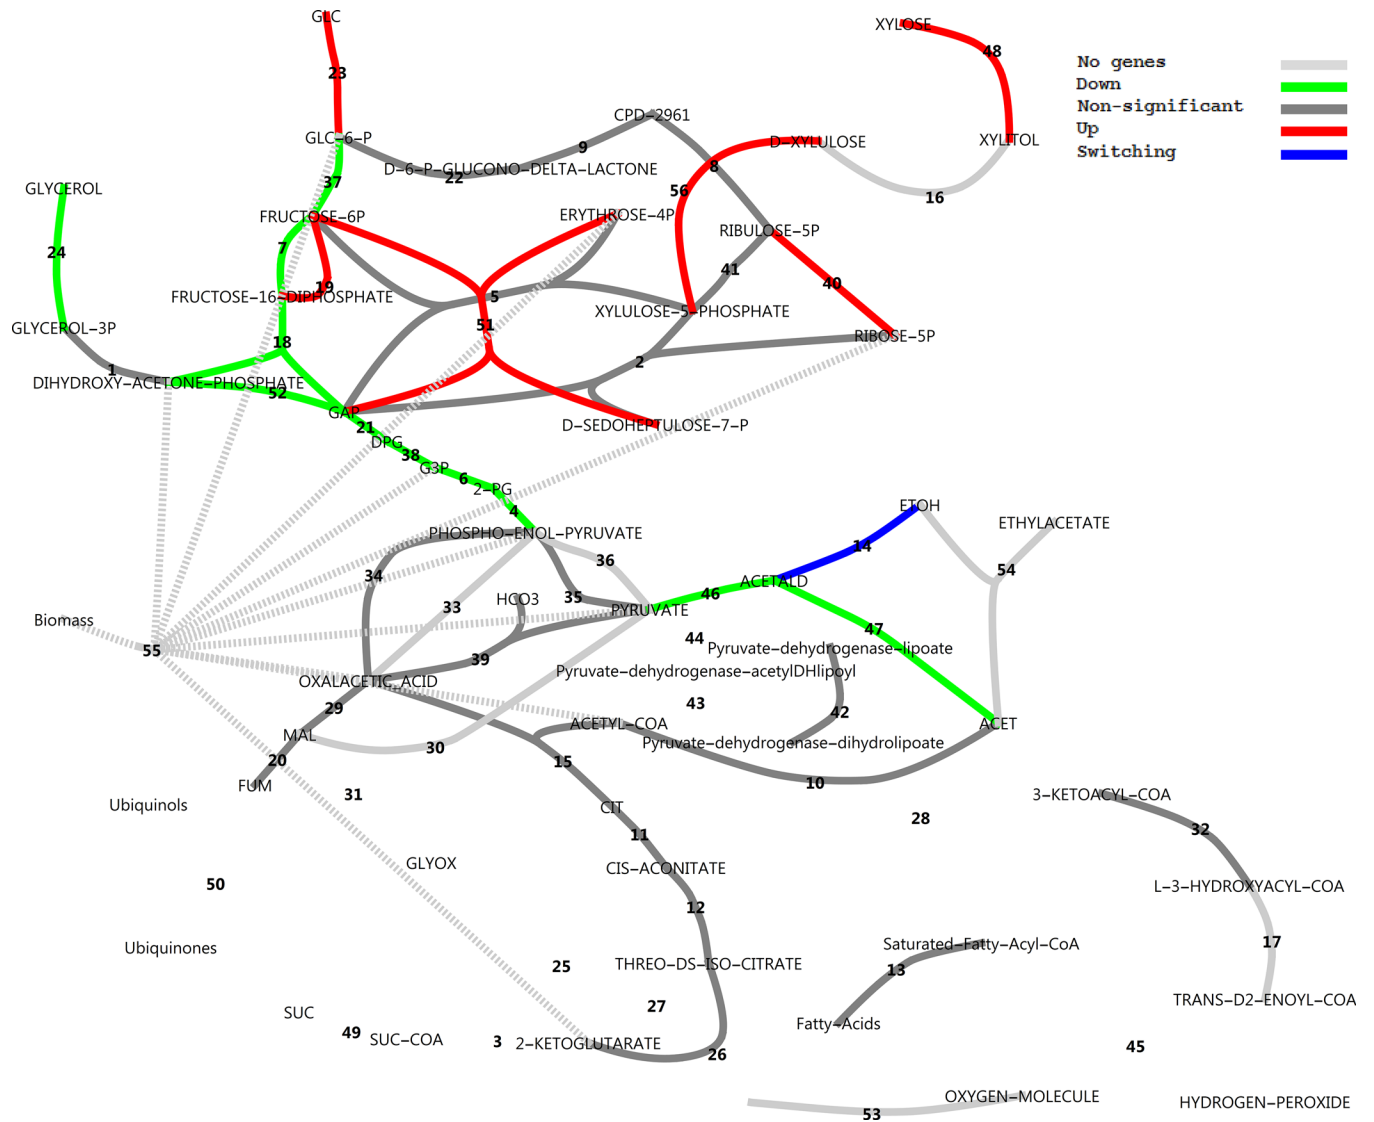 GLC
XYLOSE
48
No genes
23
Down
Non-significant
CPD-2961
Up
GLC-6-P
9
D-XYLULOSE
XYLITOL
Switching
D-6-P-GLUCONO-DELTA-LACTONE
8
22
37
GLYCEROL
56
16
FRUCTOSE-6P
ERYTHROSE-4P
RIBULOSE-5P
7
24
41
19
40
FRUCTOSE-16-DIPHOSPHATE
5
XYLULOSE-5-PHOSPHATE
GLYCEROL-3P
51
18
RIBOSE-5P
1
2
DIHYDROXY-ACETONE-PHOSPHATE
52
GAP
21
D-SEDOHEPTULOSE-7-P
DPG
38
G3P
6
2-PG
4
ETOH
ETHYLACETATE
PHOSPHO-ENOL-PYRUVATE
14
36
54
34
ACETALD
46
HCO3
35
33
PYRUVATE
Biomass
47
44
55
Pyruvate-dehydrogenase-lipoate
39
Pyruvate-dehydrogenase-acetylDHlipoyl
OXALACETIC_ACID
43
29
42
ACETYL-COA
ACET
MAL
30
Pyruvate-dehydrogenase-dihydrolipoate
20
15
FUM
10
31
3-KETOACYL-COA
Ubiquinols
CIT
28
32
11
GLYOX
CIS-ACONITATE
50
L-3-HYDROXYACYL-COA
12
Ubiquinones
Saturated-Fatty-Acyl-CoA
17
25
THREO-DS-ISO-CITRATE
13
27
TRANS-D2-ENOYL-COA
SUC
Fatty-Acids
49
SUC-COA
3
2-KETOGLUTARATE
26
45
OXYGEN-MOLECULE
HYDROGEN-PEROXIDE
53